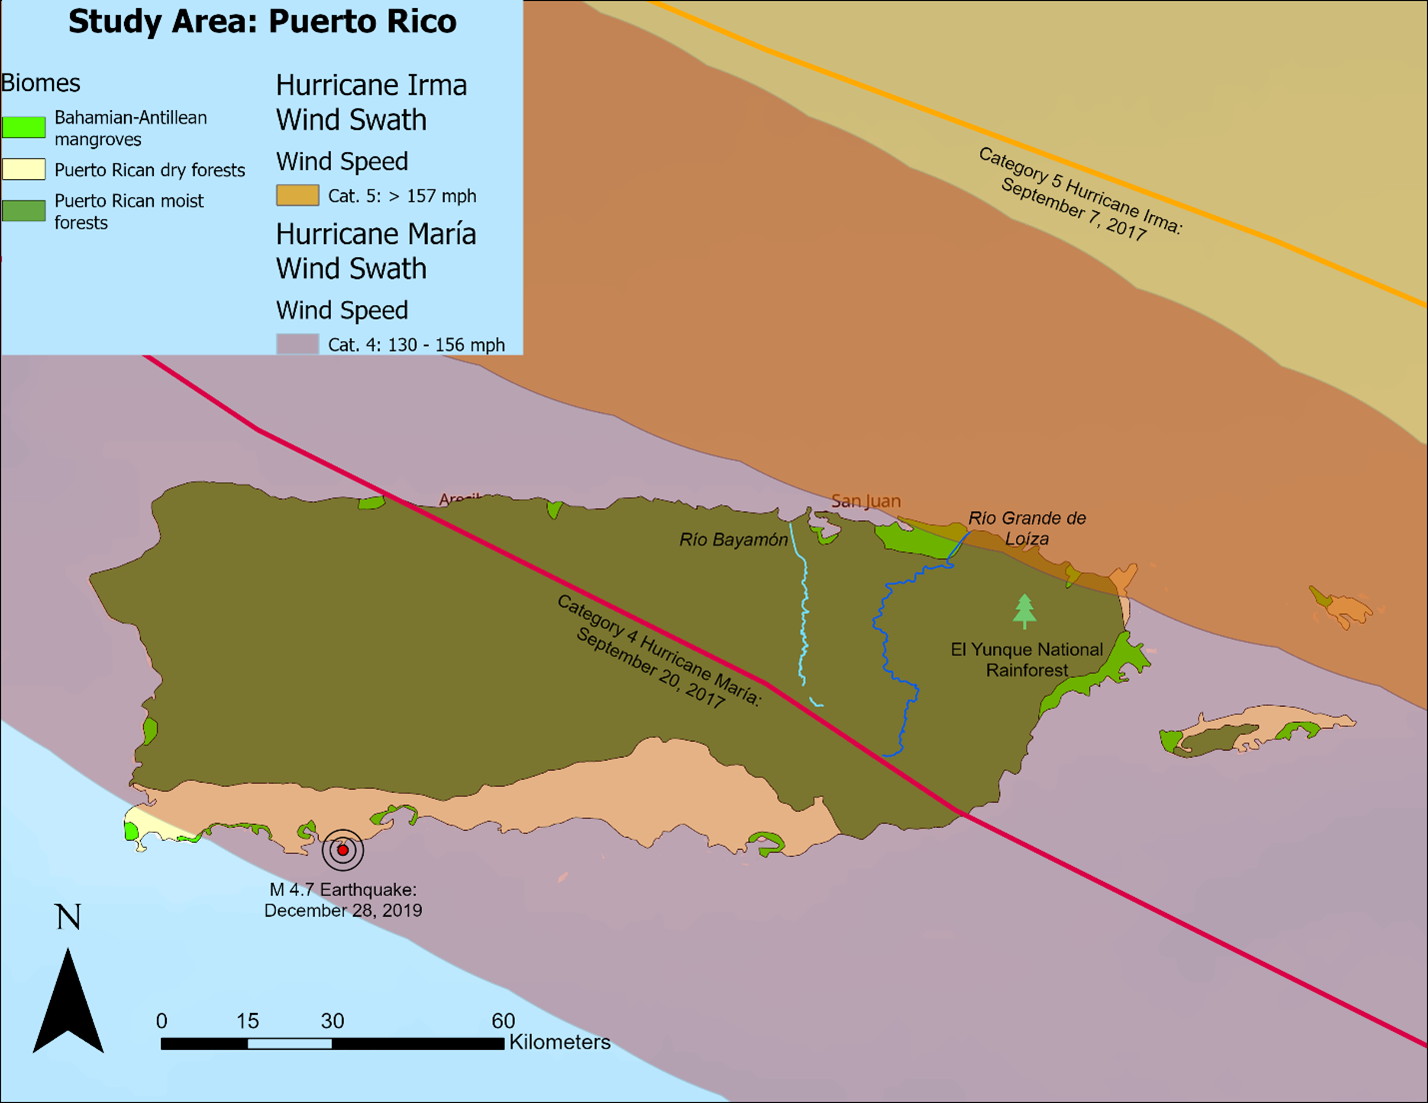 Study Area: Puerto Rico
Biomes
Bahamian-Antillean
mangroves
Puerto Rican dry forests
Puerto Rican moist
forests
Hurricane Irma
Wind Swath
Wind Speed
Cat. 5: > 157 mph
Hurricane María
Wind Swath
Wind Speed
Cat. 4: 130 - 156 mph
Category 5 Hurricane Irma:
September 7, 2017
San Juan
Río Grande de
Loíza
Río Bayamón
Category 4 Hurricane María:
September 20, 2017
El Yunque National
Rainforest
M 4.7 Earthquake:
December 28, 2019
N
0 15 30 60
Kilometers